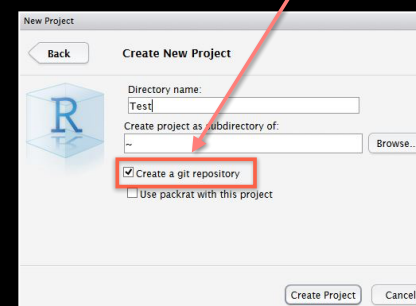 New Project
Back
Create New Project
R
Directory name:
Test
Create project as subdirectory of:
~
Browse...
Create a git repository
Use packrat with this project
Create Project
Cancel